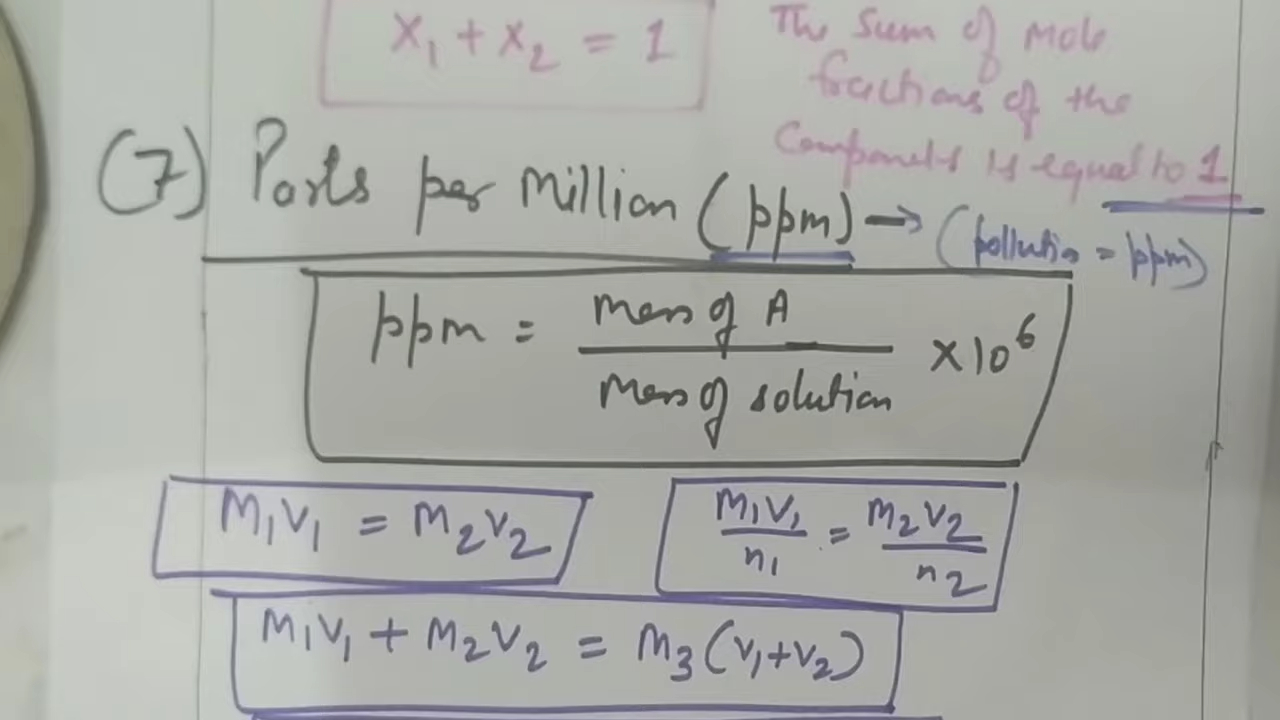 x₁ + x₂ = 1
The sum of mole
fractions of the
Components is equal to 1
(7) Parts per Million (ppm) → (pollution = ppm)
ppm = Mass of A / Mass of solution × 10⁶
M₁V₁ = M₂V₂
M₁V₁ / n₁ = M₂V₂ / n₂
M₁V₁ + M₂V₂ = M₃(V₁+V₂)